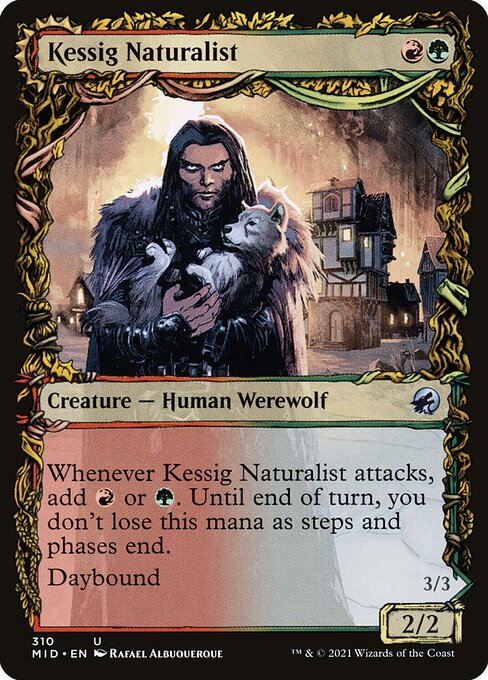 Kessig Naturalist
Creature — Human Werewolf
Whenever Kessig Naturalist attacks,
add or . Until end of turn, you
don't lose this mana as steps and
phases end.
Daybound
3/3
2/2
310 U
MID • EN Rafael Albuquerque
™ & © 2021 Wizards of the Coast